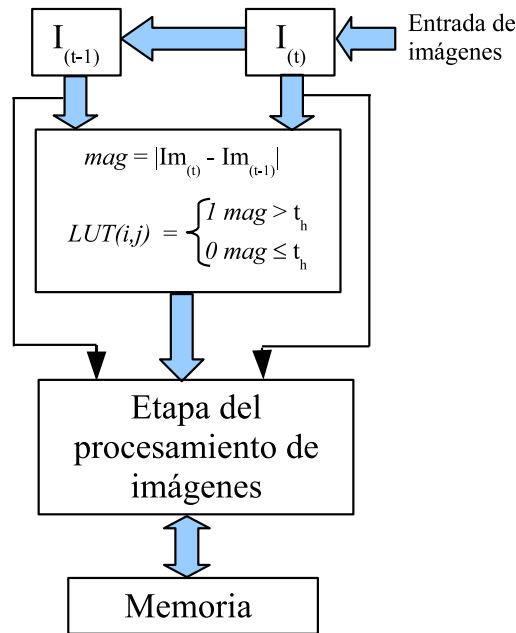 I(t-1)
I(t)
Entrada de
imágenes
mag = |Im(t) - Im(t-1)|
LUT(i,j) = { 1 mag > th
0 mag ≤ th
Etapa del
procesamiento de
imágenes
Memoria